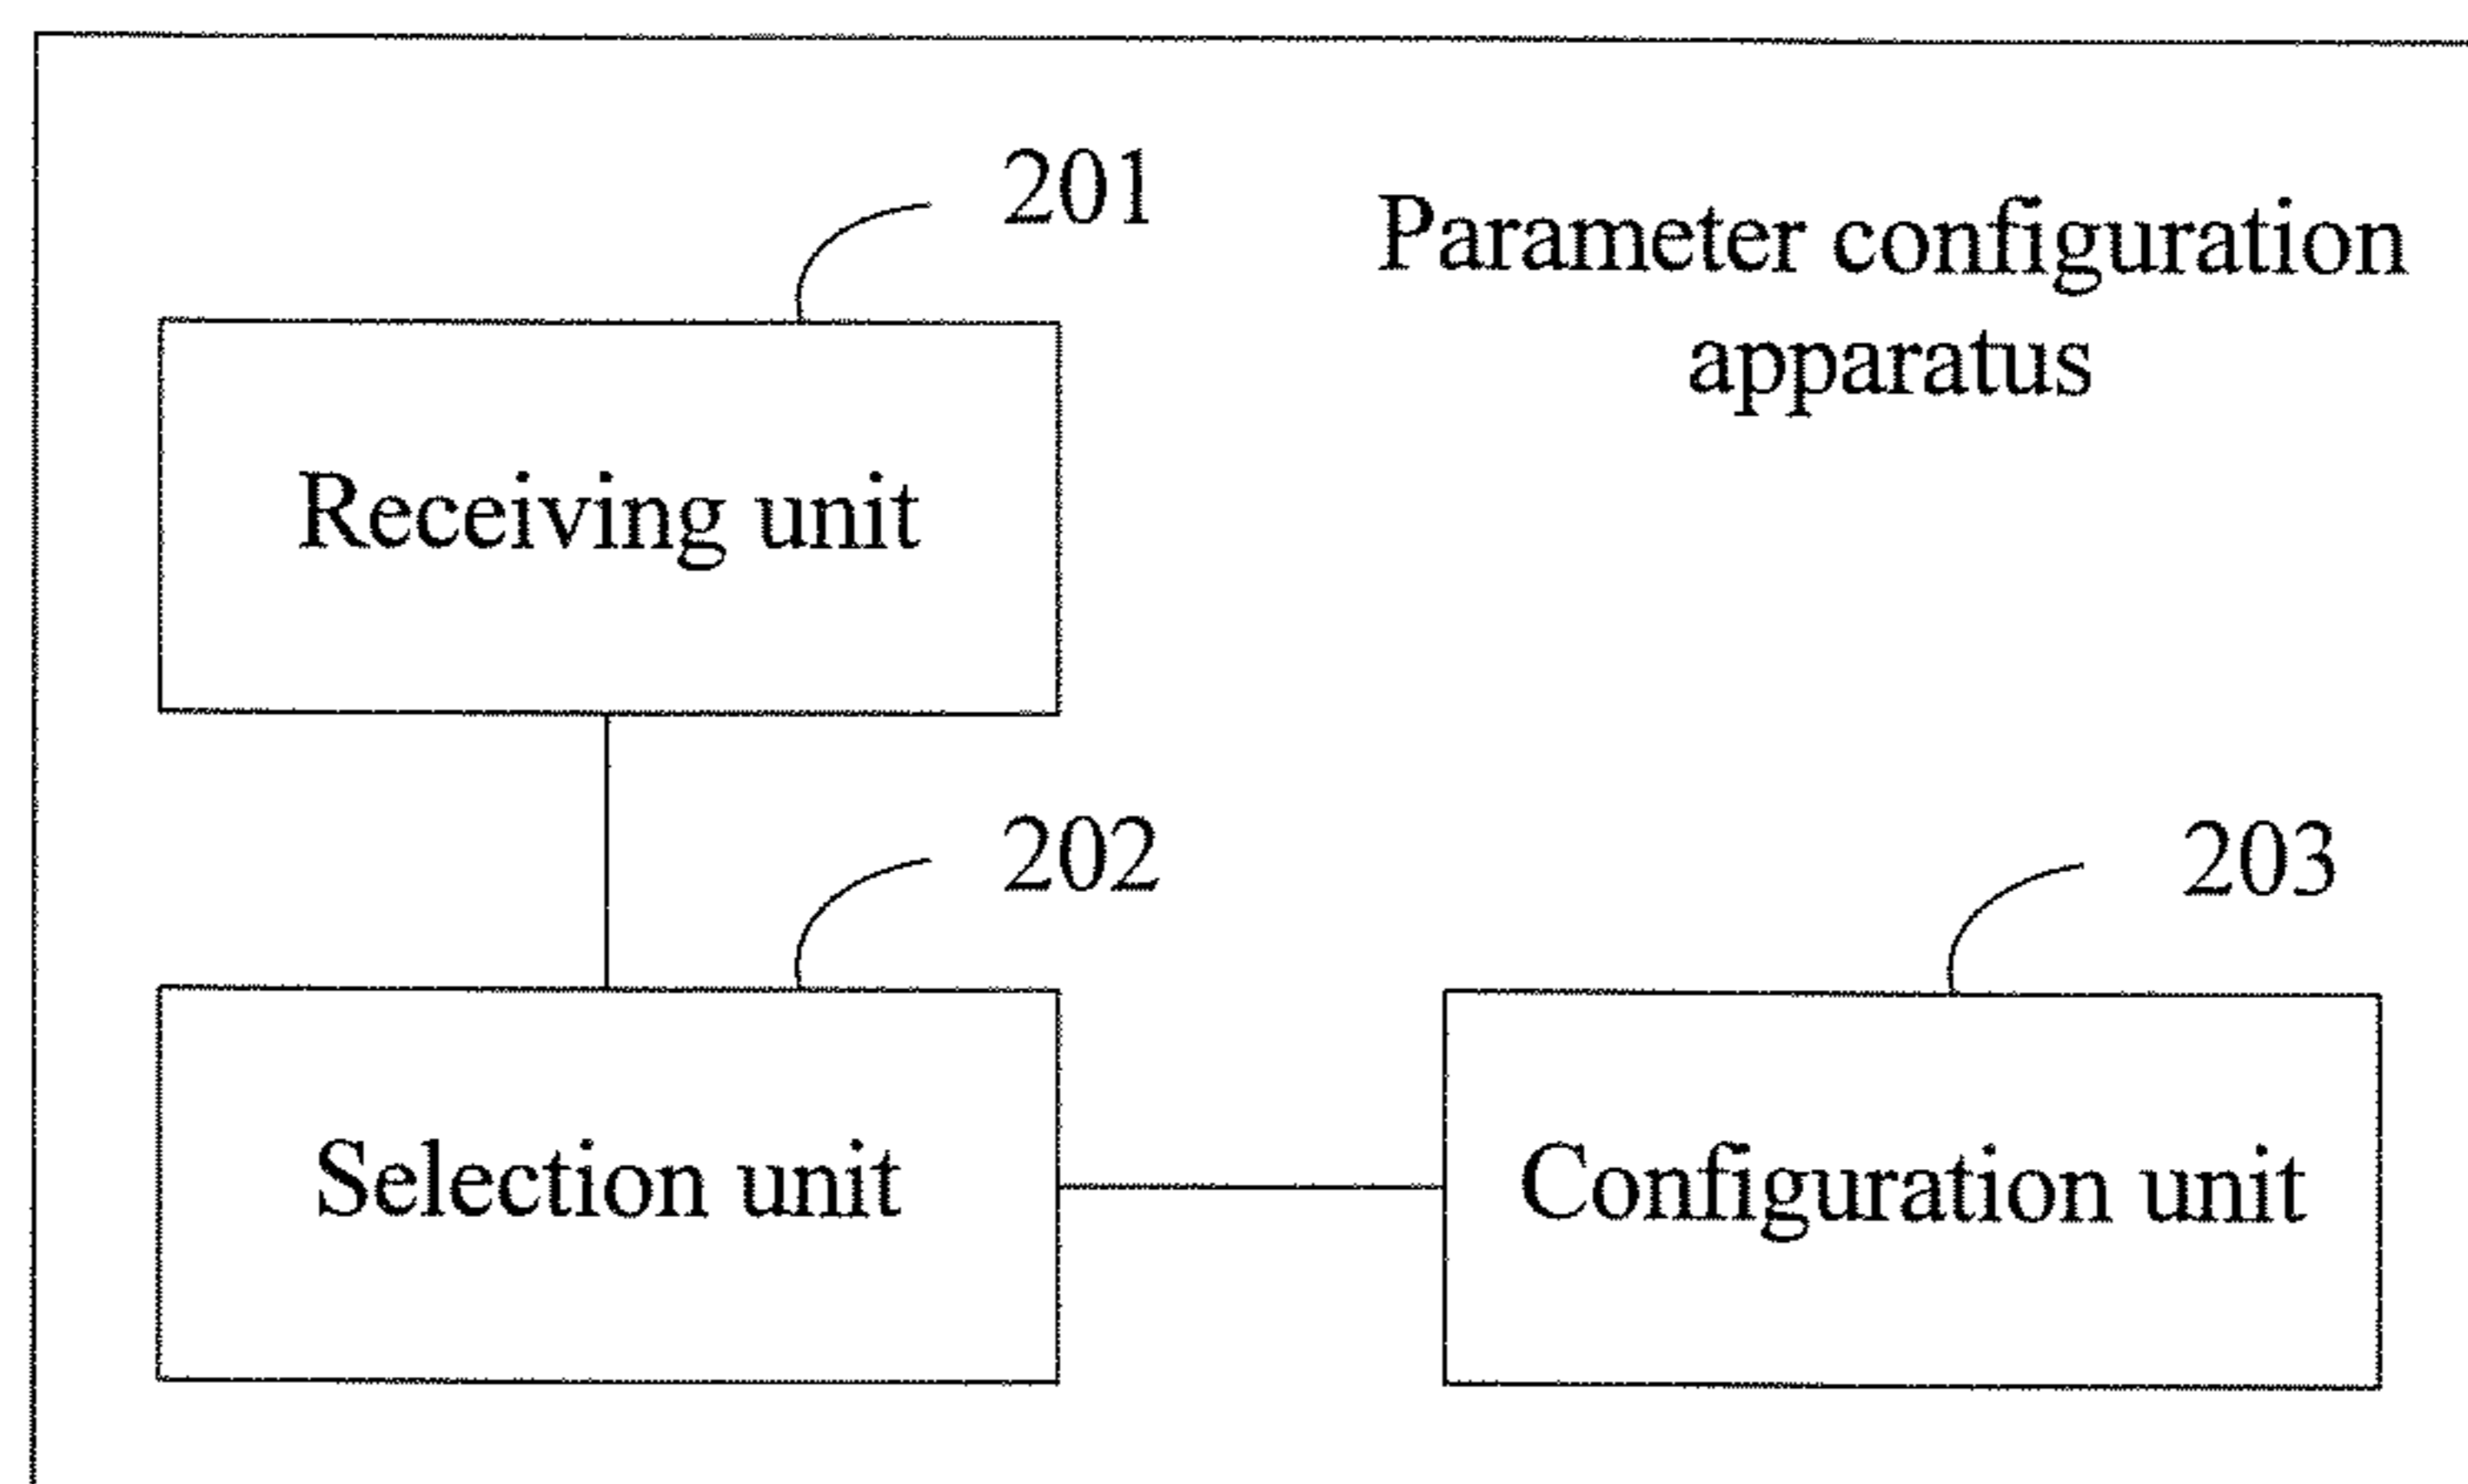 201
Parameter configuration
apparatus
Receiving unit
202
203
Selection unit
Configuration unit